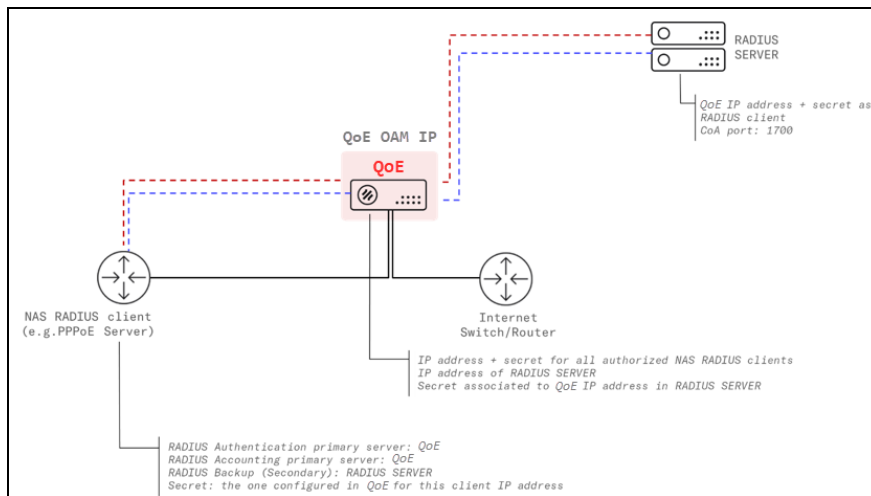 RADIUS
SERVER
QoE IP address + secret as
RADIUS client
CoA port: 1700
QoE OAM IP
QoE
NAS RADIUS client
(e.g.PPPoE Server)
Internet
Switch/Router
IP address + secret for all authorized NAS RADIUS clients
IP address of RADIUS SERVER
Secret associated to QoE IP address in RADIUS SERVER
RADIUS Authentication primary server: QoE
RADIUS Accounting primary server: QoE
RADIUS Backup (Secondary): RADIUS SERVER
Secret: the one configured in QoE for this client IP address